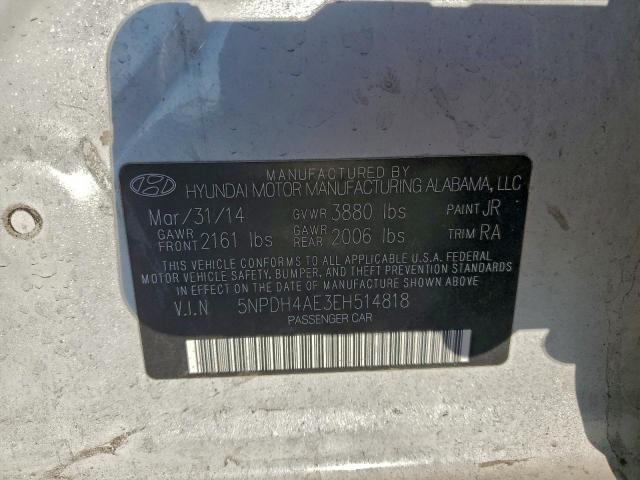 MANUFACTURED BY
HYUNDAI MOTOR MANUFACTURING ALABAMA, LLC
Mar/31/14 GVWR 3880 lbs PAINT JR
GAWR FRONT 2161 lbs GAWR REAR 2006 lbs TRIM RA
THIS VEHICLE CONFORMS TO ALL APPLICABLE U.S.A. FEDERAL
MOTOR VEHICLE SAFETY, BUMPER, AND THEFT PREVENTION STANDARDS
IN EFFECT ON THE DATE OF MANUFACTURE SHOWN ABOVE.
V.I.N 5NPDH4AE3EH514818
PASSENGER CAR